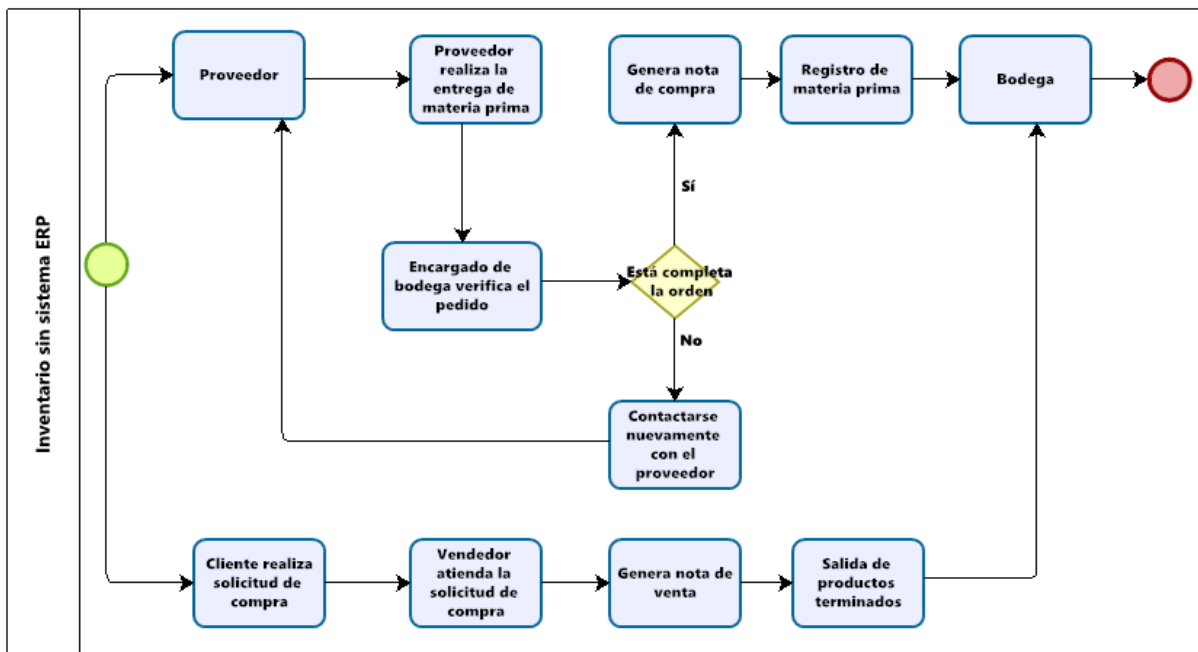 Inventario sin sistema ERP
Proveedor
Proveedor
realiza la
entrega de
materia prima
Genera nota
de compra
Registro de
materia prima
Bodega
Sí
Encargado de
bodega verifica el
pedido
Está completa
la orden
No
Contactarse
nuevamente
con el
proveedor
Cliente realiza
solicitud de
compra
Vendedor
atienda la
solicitud de
compra
Genera nota de
venta
Salida de
productos
terminados